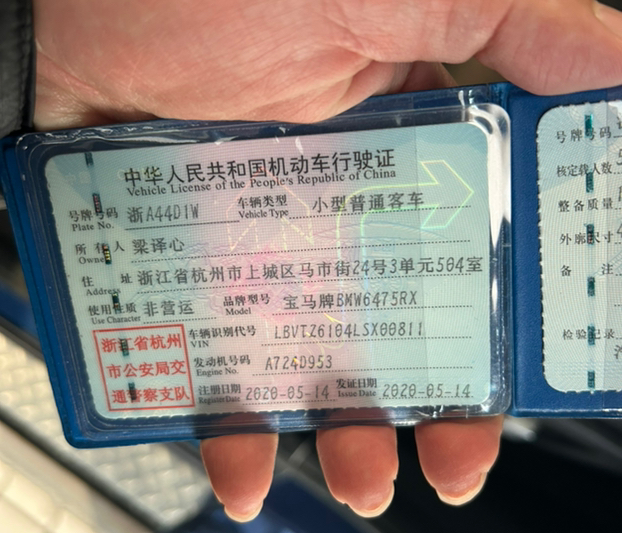 中华人民共和国机动车行驶证
Vehicle License of the People's Republic of China
号牌号码 浙A44D1W 车辆类型 小型普通客车
Plate No. Vehicle Type
所有人 梁译心
Owner
住 址 浙江省杭州市上城区马市街24号3单元504室
Address
使用性质 非营运 品牌型号 宝马牌BMW6475RX
Use Character Model
浙江省杭州
市公安局交
通警察支队
车辆识别代号 LBVTZ6104LSX00811
VIN
发动机号码 A724D953
Engine No.
注册日期 2020-05-14 发证日期 2020-05-14
Register Date Issue Date
号牌号码
核定载人数
整备质量
外廓尺寸
备 注
检验记录